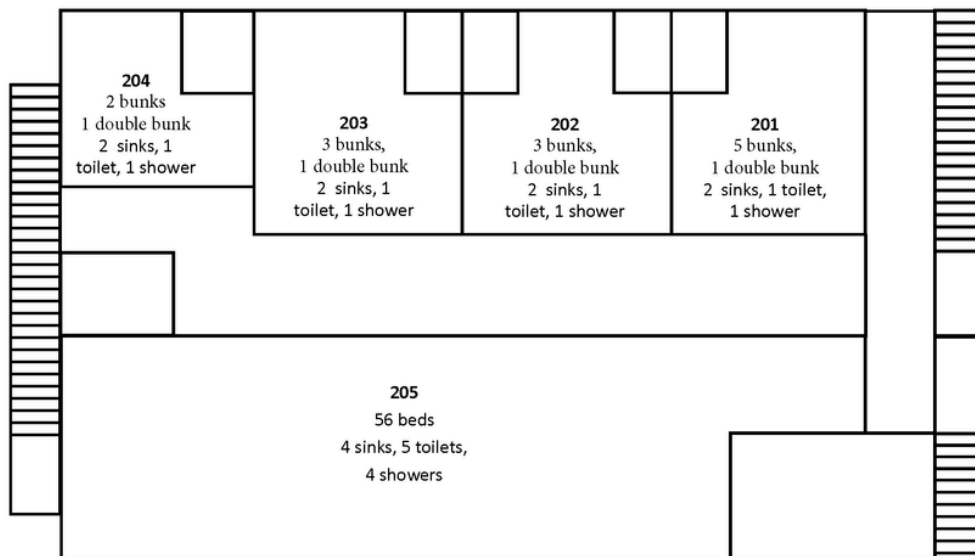 204
2 bunks
1 double bunk
2 sinks, 1
toilet, 1 shower
203
3 bunks,
1 double bunk
2 sinks, 1
toilet, 1 shower
202
3 bunks,
1 double bunk
2 sinks, 1
toilet, 1 shower
201
5 bunks,
1 double bunk
2 sinks, 1 toilet,
1 shower
205
56 beds
4 sinks, 5 toilets,
4 showers